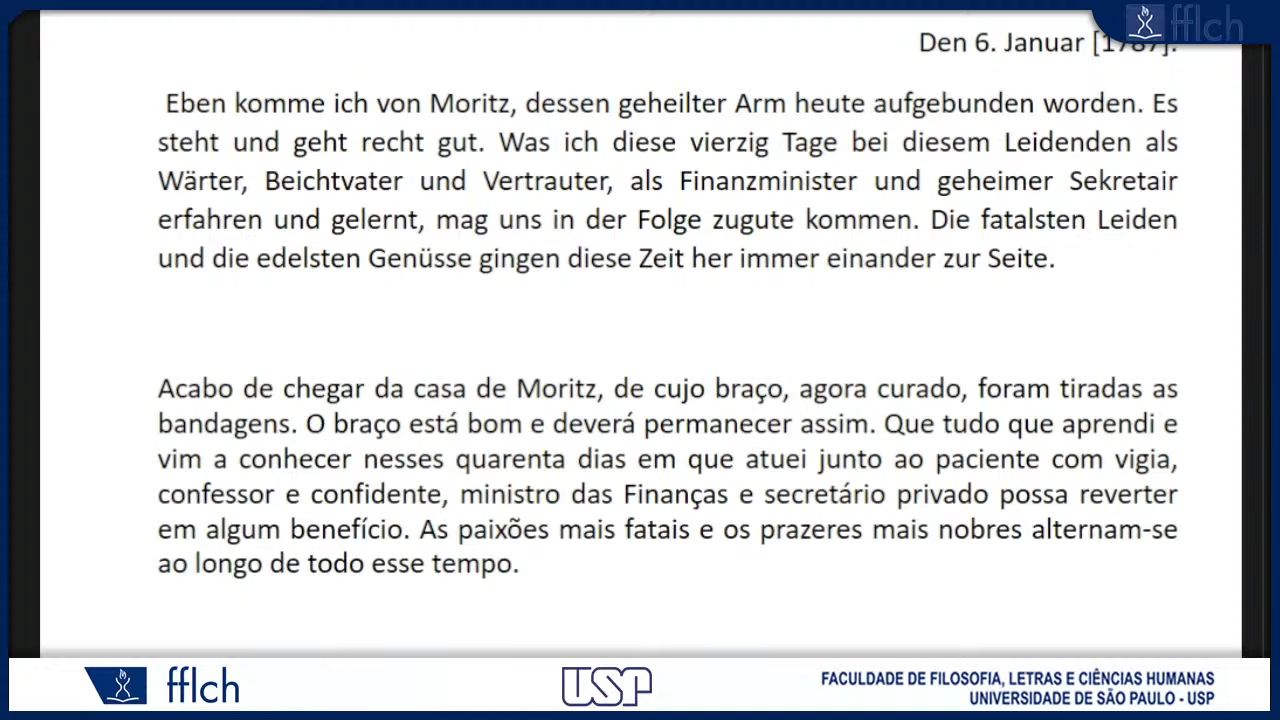 fflch
Den 6. Januar [1787].
Eben komme ich von Moritz, dessen geheilter Arm heute aufgebunden worden. Es
steht und geht recht gut. Was ich diese vierzig Tage bei diesem Leidenden als
Wärter, Beichtvater und Vertrauter, als Finanzminister und geheimer Sekretair
erfahren und gelernt, mag uns in der Folge zugute kommen. Die fatalsten Leiden
und die edelsten Genüsse gingen diese Zeit her immer einander zur Seite.
Acabo de chegar da casa de Moritz, de cujo braço, agora curado, foram tiradas as
bandagens. O braço está bom e deverá permanecer assim. Que tudo que aprendi e
vim a conhecer nesses quarenta dias em que atuei junto ao paciente com vigia,
confessor e confidente, ministro das Finanças e secretário privado possa reverter
em algum benefício. As paixões mais fatais e os prazeres mais nobres alternam-se
ao longo de todo esse tempo.
fflch
USP
FACULDADE DE FILOSOFIA, LETRAS E CIÊNCIAS HUMANAS
UNIVERSIDADE DE SÃO PAULO - USP